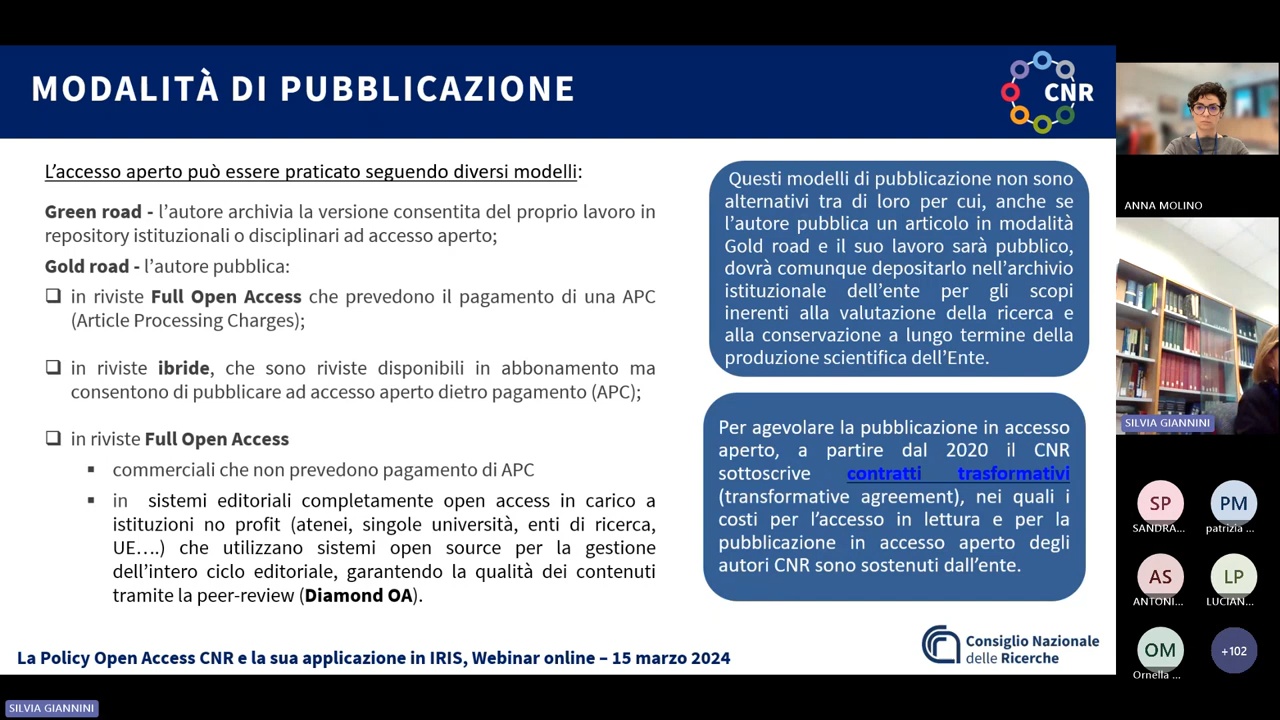 MODALITÀ DI PUBBLICAZIONE
CNR
L'accesso aperto può essere praticato seguendo diversi modelli:
Green road - l'autore archivia la versione consentita del proprio lavoro in
repository istituzionali o disciplinari ad accesso aperto;
Gold road - l'autore pubblica:
❑ in riviste Full Open Access che prevedono il pagamento di una APC
(Article Processing Charges);
❑ in riviste ibride, che sono riviste disponibili in abbonamento ma
consentono di pubblicare ad accesso aperto dietro pagamento (APC);
❑ in riviste Full Open Access
▪ commerciali che non prevedono pagamento di APC
▪ in sistemi editoriali completamente open access in carico a
istituzioni no profit (atenei, singole università, enti di ricerca,
UE….) che utilizzano sistemi open source per la gestione
dell'intero ciclo editoriale, garantendo la qualità dei contenuti
tramite la peer-review (Diamond OA).
Questi modelli di pubblicazione non sono
alternativi tra di loro per cui, anche se
l'autore pubblica un articolo in modalità
Gold road e il suo lavoro sarà pubblico,
dovrà comunque depositarlo nell'archivio
istituzionale dell'ente per gli scopi
inerenti alla valutazione della ricerca e
alla conservazione a lungo termine della
produzione scientifica dell'Ente.
Per agevolare la pubblicazione in accesso
aperto, a partire dal 2020 il CNR
sottoscrive contratti trasformativi
(transformative agreement), nei quali i
costi per l'accesso in lettura e per la
pubblicazione in accesso aperto degli
autori CNR sono sostenuti dall'ente.
La Policy Open Access CNR e la sua applicazione in IRIS, Webinar online – 15 marzo 2024
Consiglio Nazionale
delle Ricerche
ANNA MOLINO
SILVIA GIANNINI
SP
SANDRA...
PM
patrizia ...
AS
ANTONI...
LP
LUCIAN...
OM
Ornella ...
+102
SILVIA GIANNINI